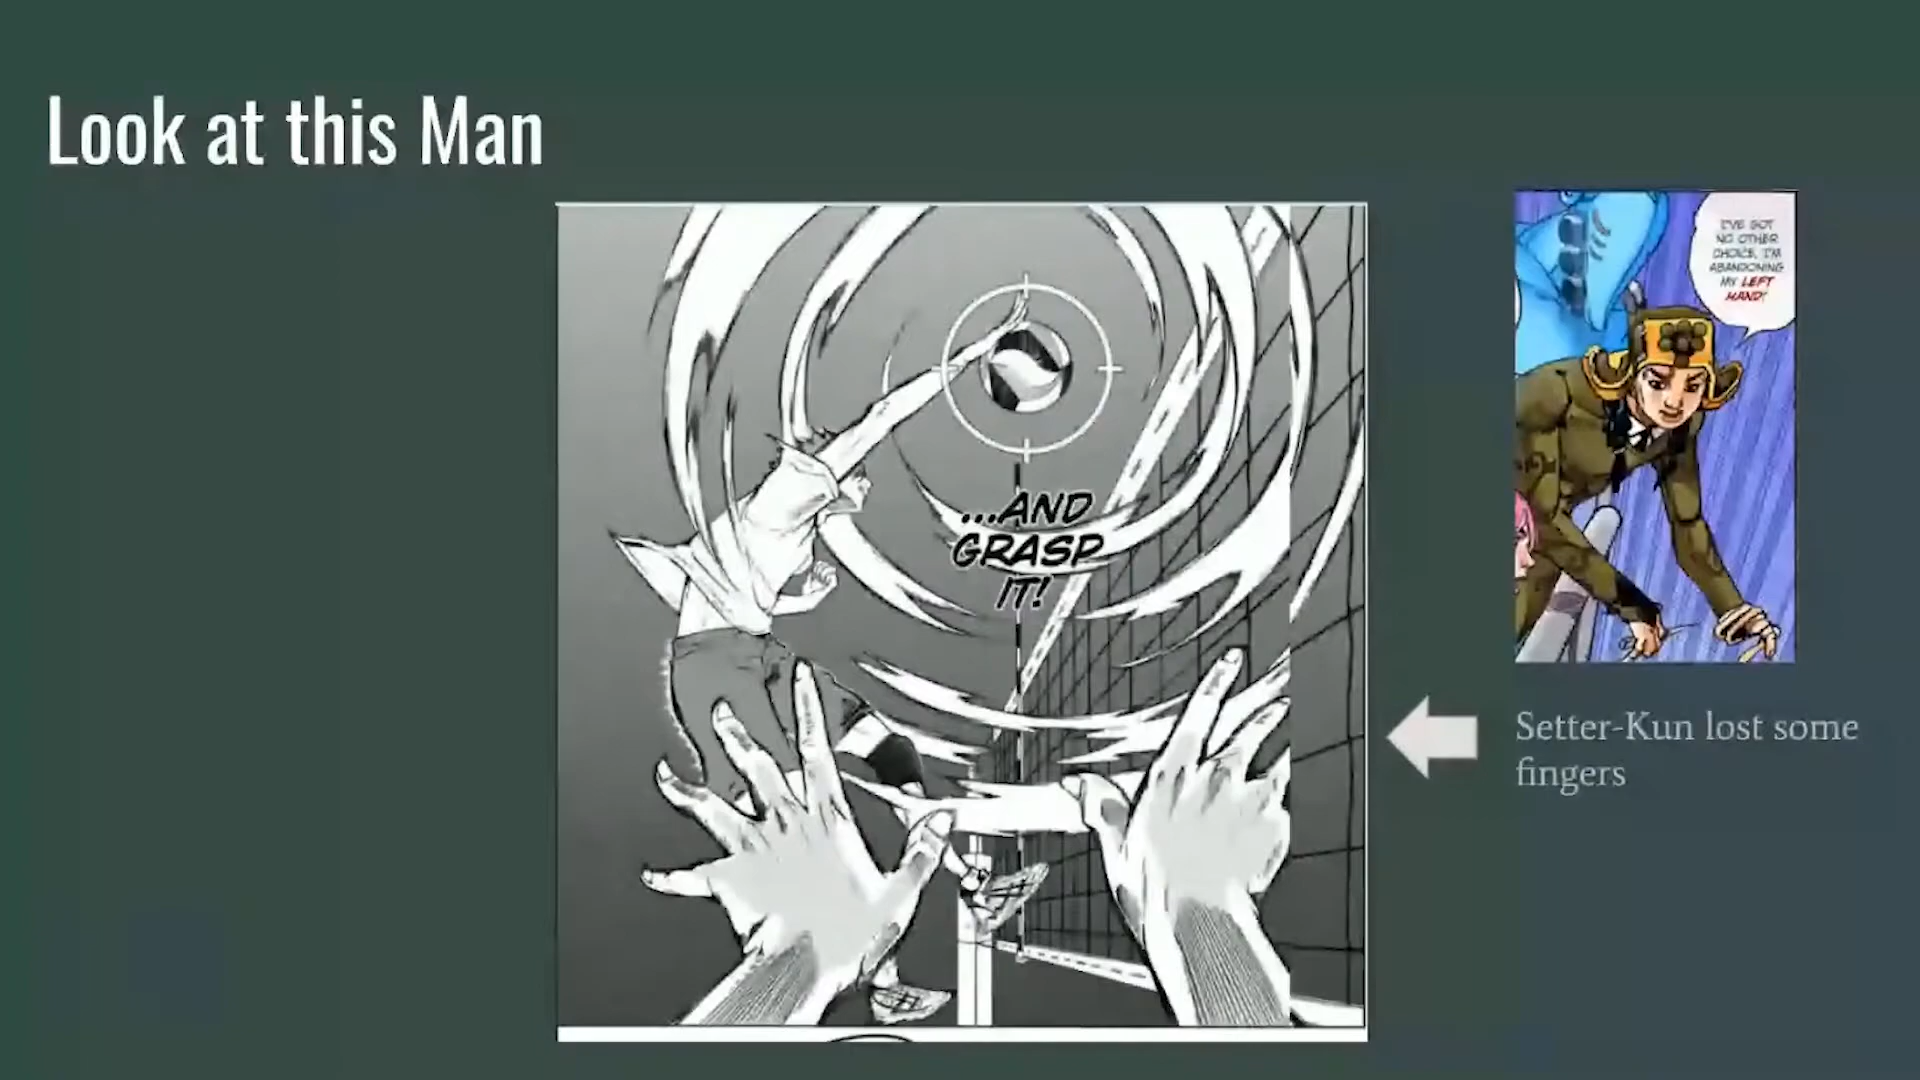 Look at this Man
...AND
GRASP
IT!
I'VE GOT
NO OTHER
CHOICE, I'M
ABANDONING
MY LEFT
HAND!
Setter-Kun lost some
fingers